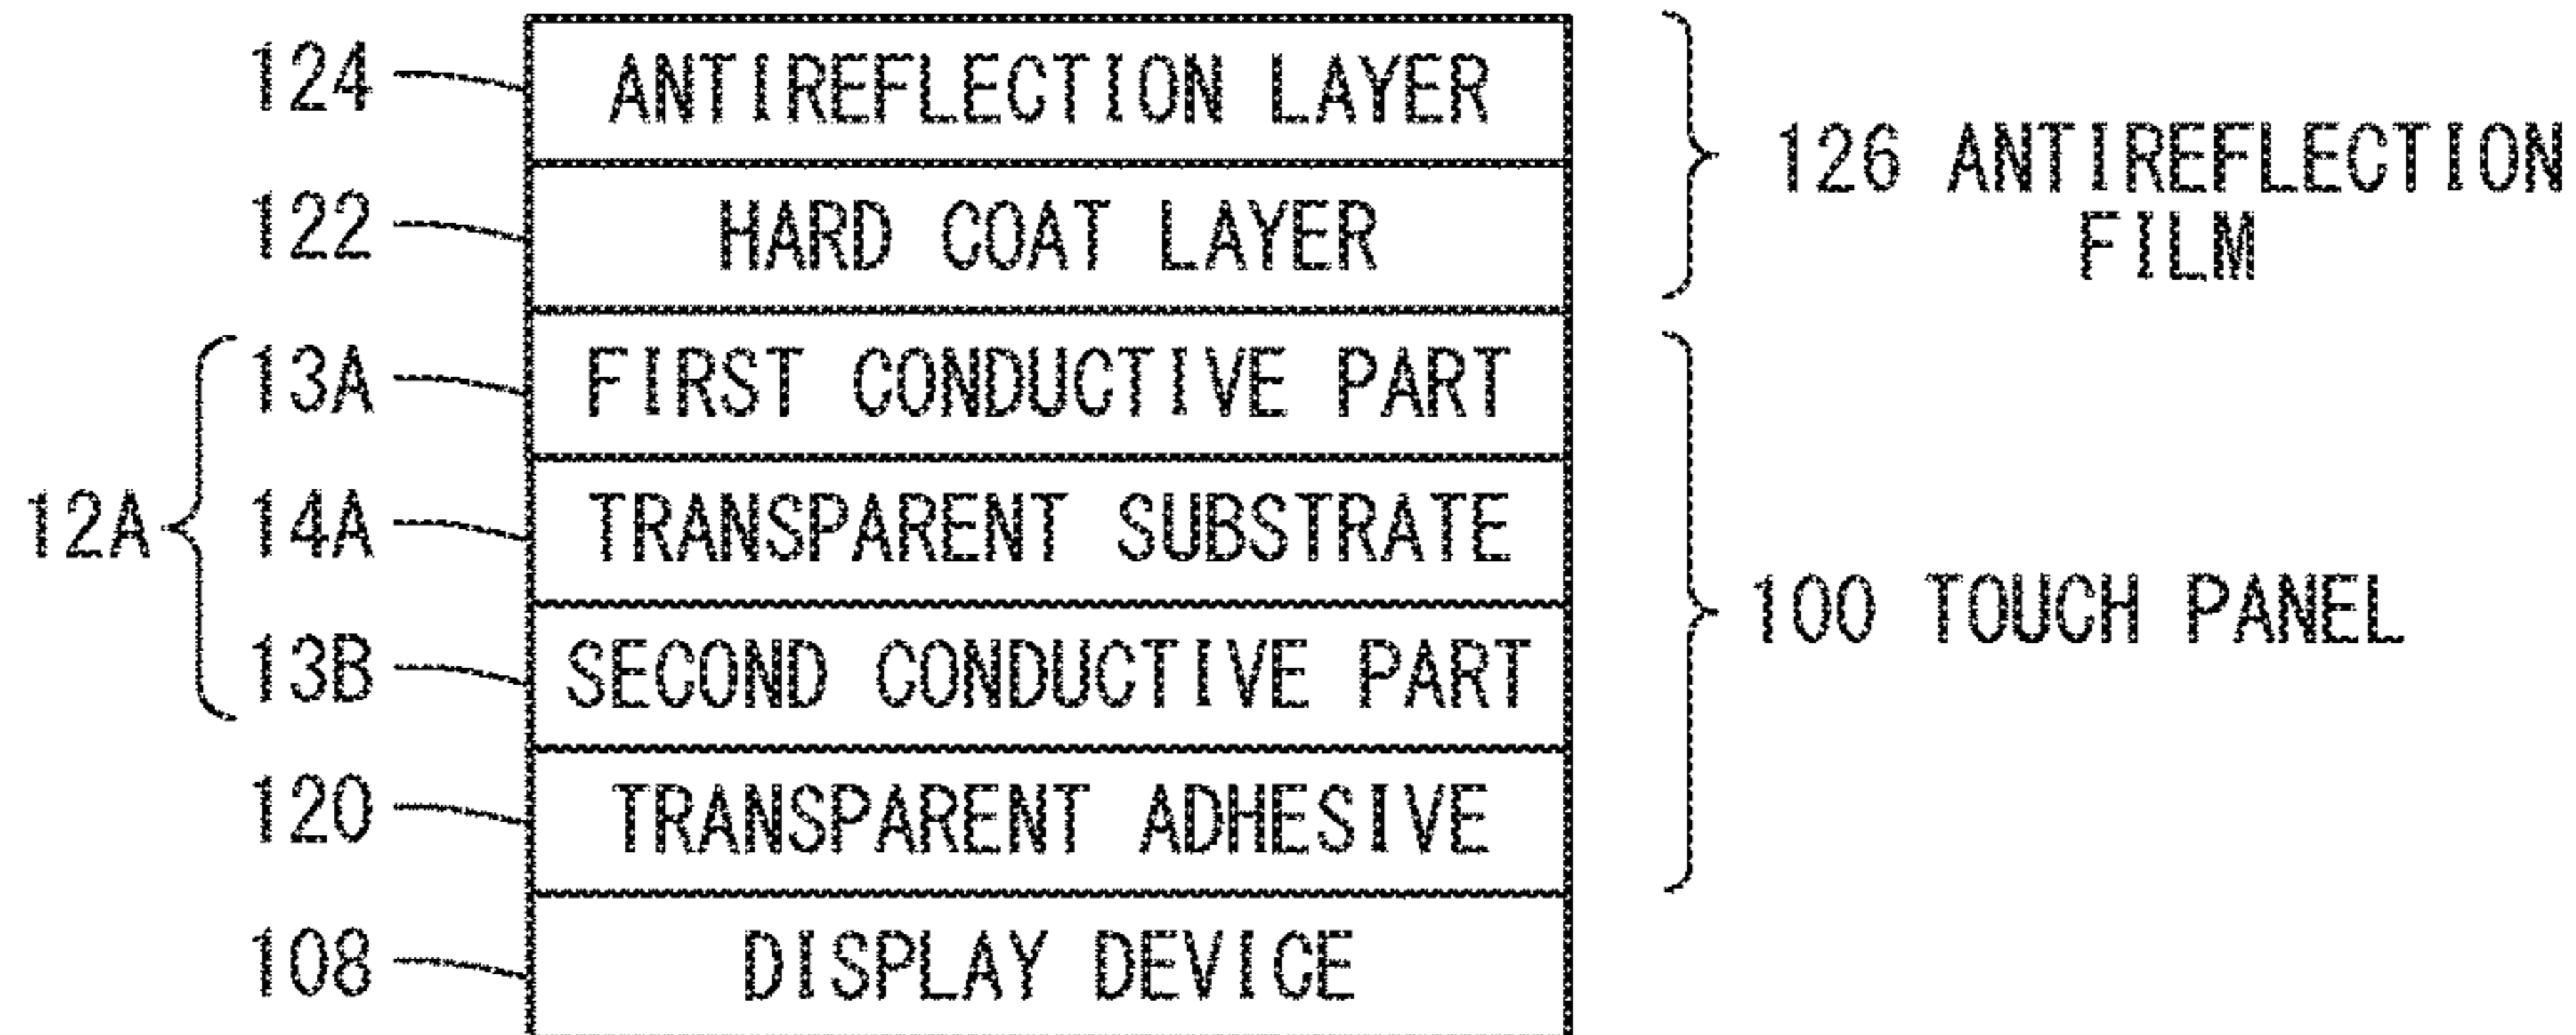 124 ANTIREFLECTION LAYER
122 HARD COAT LAYER
126 ANTIREFLECTION
FILM
13A FIRST CONDUCTIVE PART
12A 14A TRANSPARENT SUBSTRATE
100 TOUCH PANEL
13B SECOND CONDUCTIVE PART
120 TRANSPARENT ADHESIVE
108 DISPLAY DEVICE